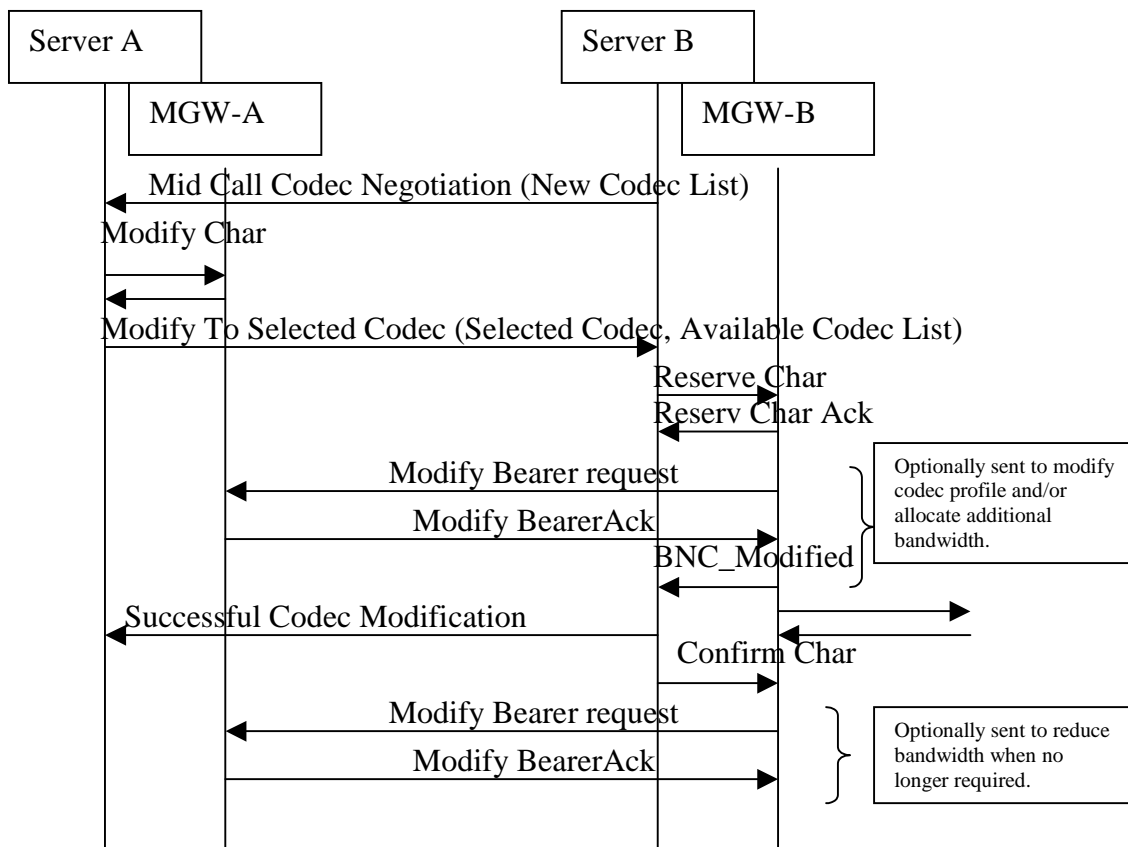 Server A
Server B
MGW-A
MGW-B
Mid Call Codec Negotiation (New Codec List)
Modify Char
Modify To Selected Codec (Selected Codec, Available Codec List)
Reserve Char
Reserv Char Ack
Modify Bearer request
Optionally sent to modify
codec profile and/or
allocate additional
bandwidth.
Modify BearerAck
BNC_Modified
Successful Codec Modification
Confirm Char
Modify Bearer request
Optionally sent to reduce
bandwidth when no
longer required.
Modify BearerAck